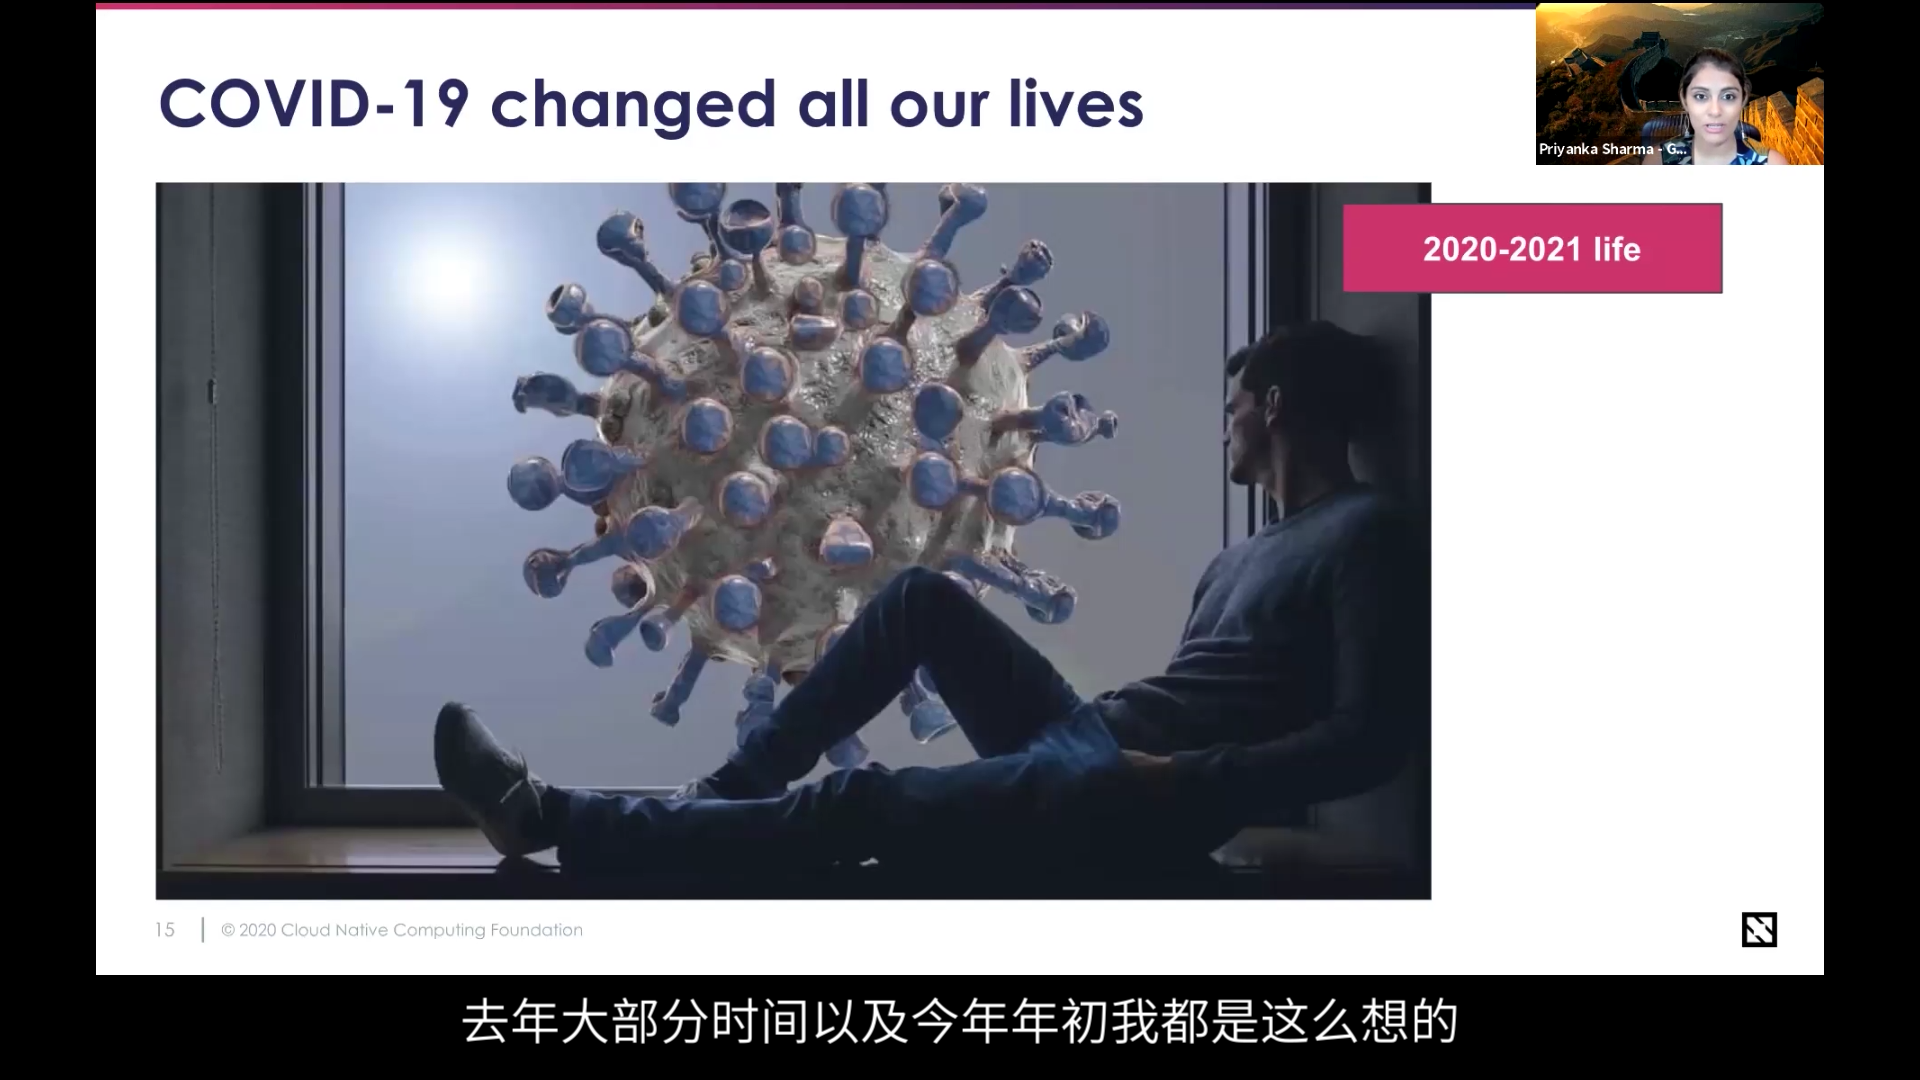 COVID-19 changed all our lives
Priyanka Sharma - G...
2020-2021 life
15
© 2020 Cloud Native Computing Foundation
去年大部分时间以及今年年初我都是这么想的